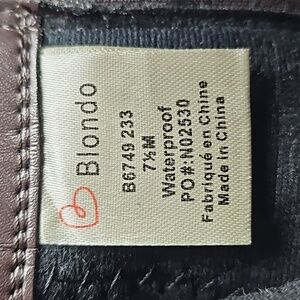 Blondo
B6749 233
7½M
Waterproof
PO#:N02530
Fabriqué en Chine
Made in China